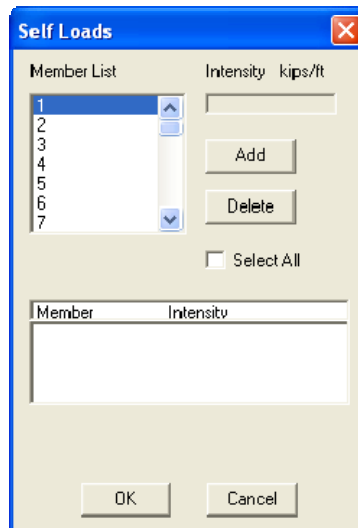 Self Loads
Member List
Intensity kips/ft
1
2
3
4
5
6
7
Add
Delete
Select All
Member Intensity
OK
Cancel